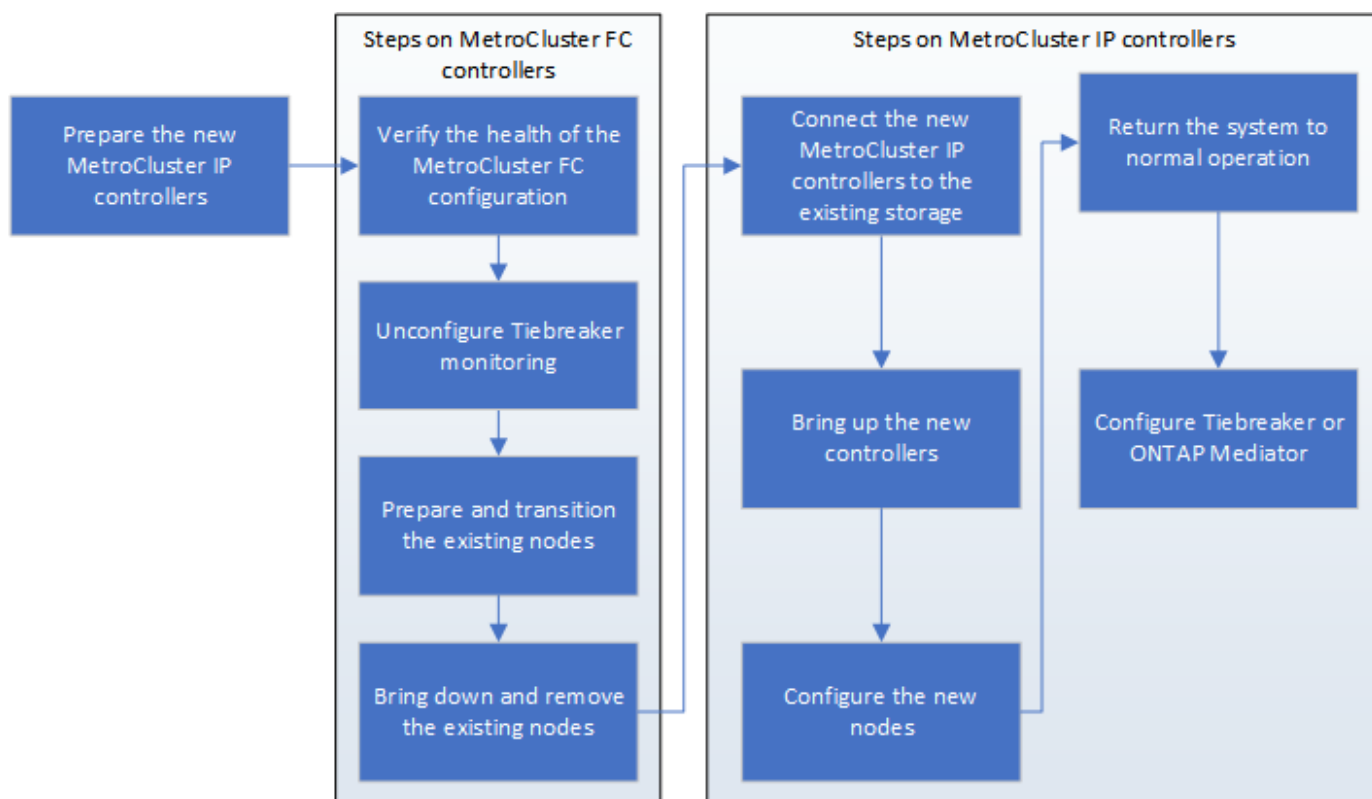 Prepare the new
MetroCluster IP
controllers
Steps on MetroCluster FC
controllers
Verify the health of the
MetroCluster FC
configuration
Unconfigure Tiebreaker
monitoring
Prepare and transition
the existing nodes
Bring down and remove
the existing nodes
Steps on MetroCluster IP controllers
Connect the new
MetroCluster IP
controllers to the
existing storage
Bring up the new
controllers
Configure the new
nodes
Return the system to
normal operation
Configure Tiebreaker or
ONTAP Mediator